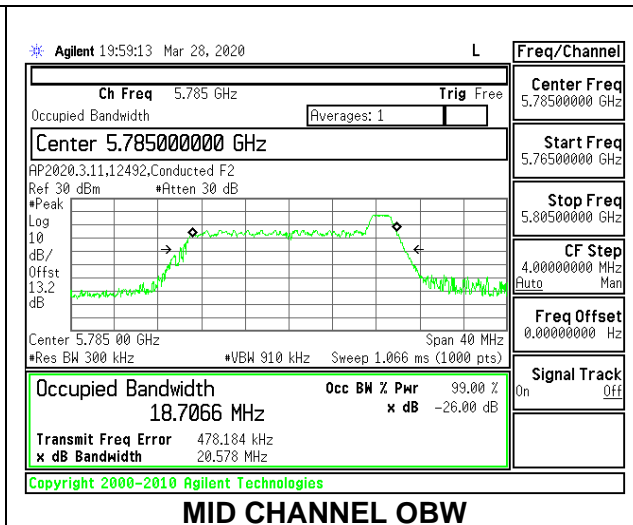 Agilent 19:59:13 Mar 28, 2020 L
Freq/Channel
Ch Freq 5.785 GHz Trig Free
Occupied Bandwidth Averages: 1
Center 5.785000000 GHz
AP2020.3.11,12492,Conducted F2
Ref 30 dBm #Atten 30 dB
#Peak
Log
10
dB/
Offst
13.2
dB
Center 5.785 00 GHz Span 40 MHz
#Res BW 300 kHz #VBW 910 kHz Sweep 1.066 ms (1000 pts)
Occupied Bandwidth Occ BW % Pwr 99.00 %
18.7066 MHz x dB -26.00 dB
Transmit Freq Error 478.184 kHz
x dB Bandwidth 20.578 MHz
Copyright 2000-2010 Agilent Technologies
Center Freq
5.78500000 GHz
Start Freq
5.76500000 GHz
Stop Freq
5.80500000 GHz
CF Step
4.00000000 MHz
Auto Man
Freq Offset
0.00000000 Hz
Signal Track
On Off
MID CHANNEL OBW